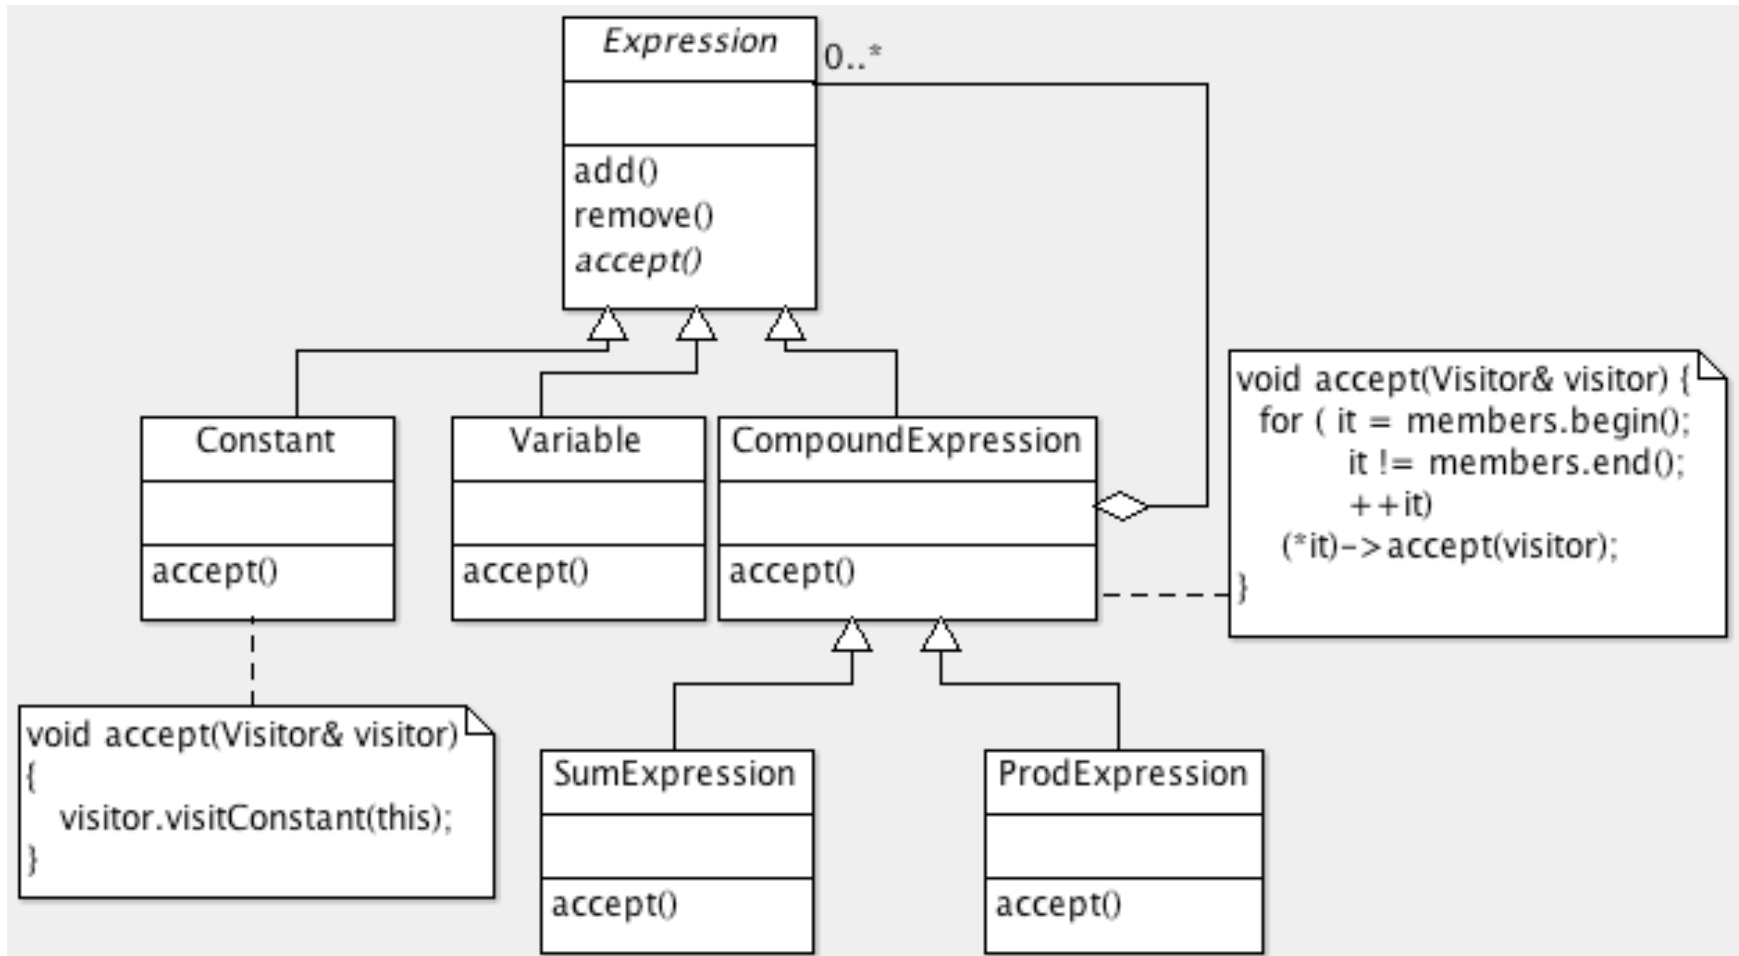 Expression
0..*
add()
remove()
accept()
Constant
accept()
Variable
accept()
CompoundExpression
accept()
void accept(Visitor& visitor) {
for ( it = members.begin();
it != members.end();
++it)
(*it)->accept(visitor);
}
void accept(Visitor& visitor)
{
visitor.visitConstant(this);
}
SumExpression
accept()
ProdExpression
accept()